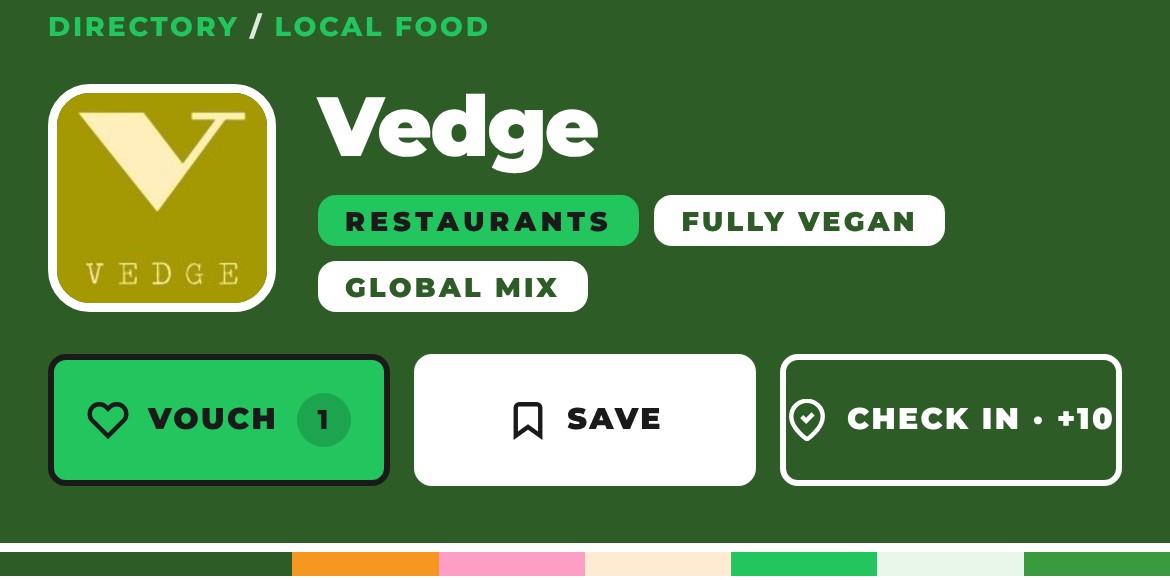 DIRECTORY / LOCAL FOOD
V
VEDGE
Vedge
RESTAURANTS
FULLY VEGAN
GLOBAL MIX
VOUCH 1
SAVE
CHECK IN · +10